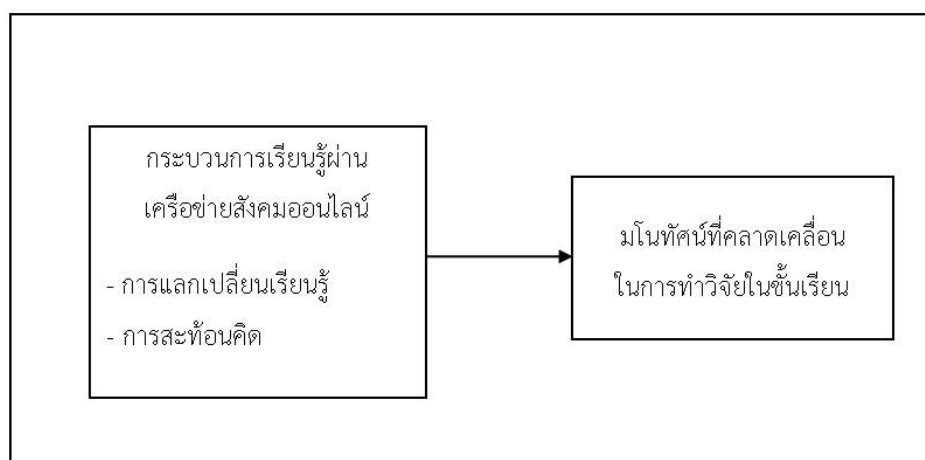 กระบวนการเรียนรู้ผ่าน
เครือข่ายสังคมออนไลน์
- การแลกเปลี่ยนเรียนรู้
- การสะท้อนคิด
มโนทัศน์ที่คลาดเคลื่อน
ในการทำวิจัยในชั้นเรียน